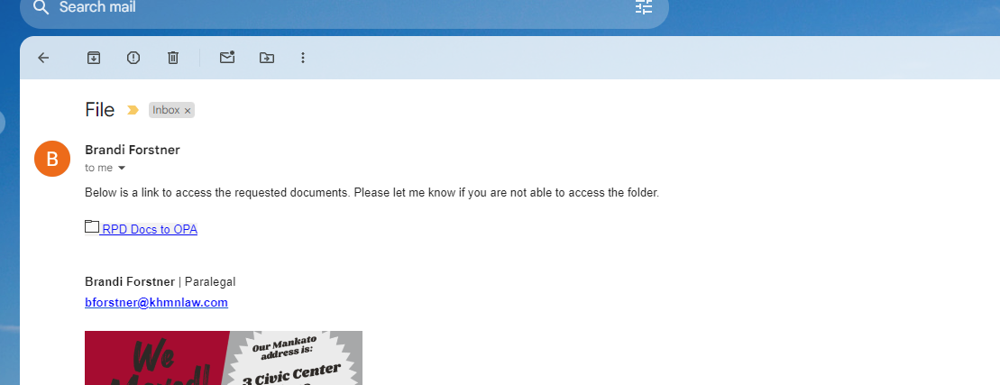 Search mail
File
Inbox ×
B
Brandi Forstner
to me
Below is a link to access the requested documents. Please let me know if you are not able to access the folder.
RPD Docs to OPA
Brandi Forstner | Paralegal
bforstner@khmnlaw.com
We
Moved!
Our Mankato
address is:
3 Civic Center